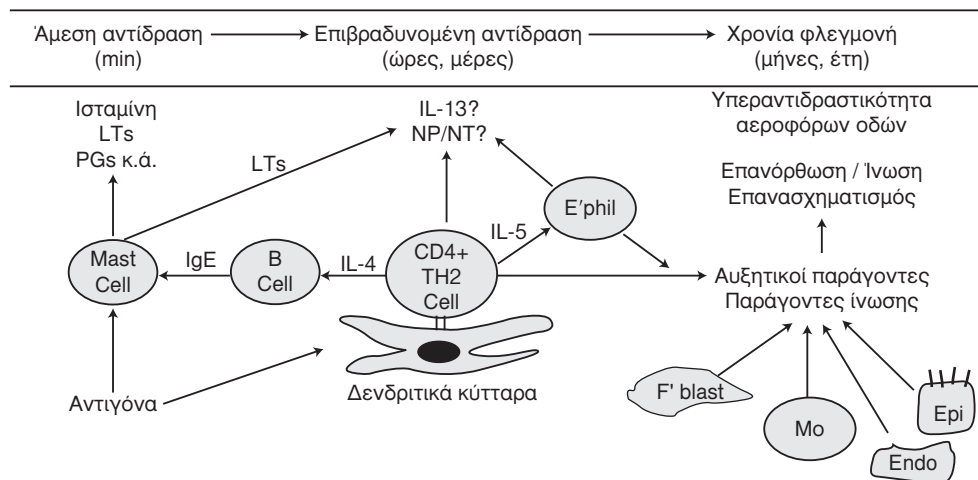 Άμεση αντίδραση
(min)
Επιβραδυνομένη αντίδραση
(ώρες, μέρες)
Χρονία φλεγμονή
(μήνες, έτη)
Ισταμίνη
LTs
PGs κ.ά.
IL-13?
NP/NT?
Υπεραντιδραστικότητα
αεροφόρων οδών
Επανόρθωση / Ίνωση
Επανασχηματισμός
LTs
E'phil
IL-5
Mast
Cell
IgE
B
Cell
IL-4
CD4+
TH2
Cell
Αυξητικοί παράγοντες
Παράγοντες ίνωσης
Αντιγόνα
Δενδριτικά κύτταρα
F' blast
Mo
Endo
Epi